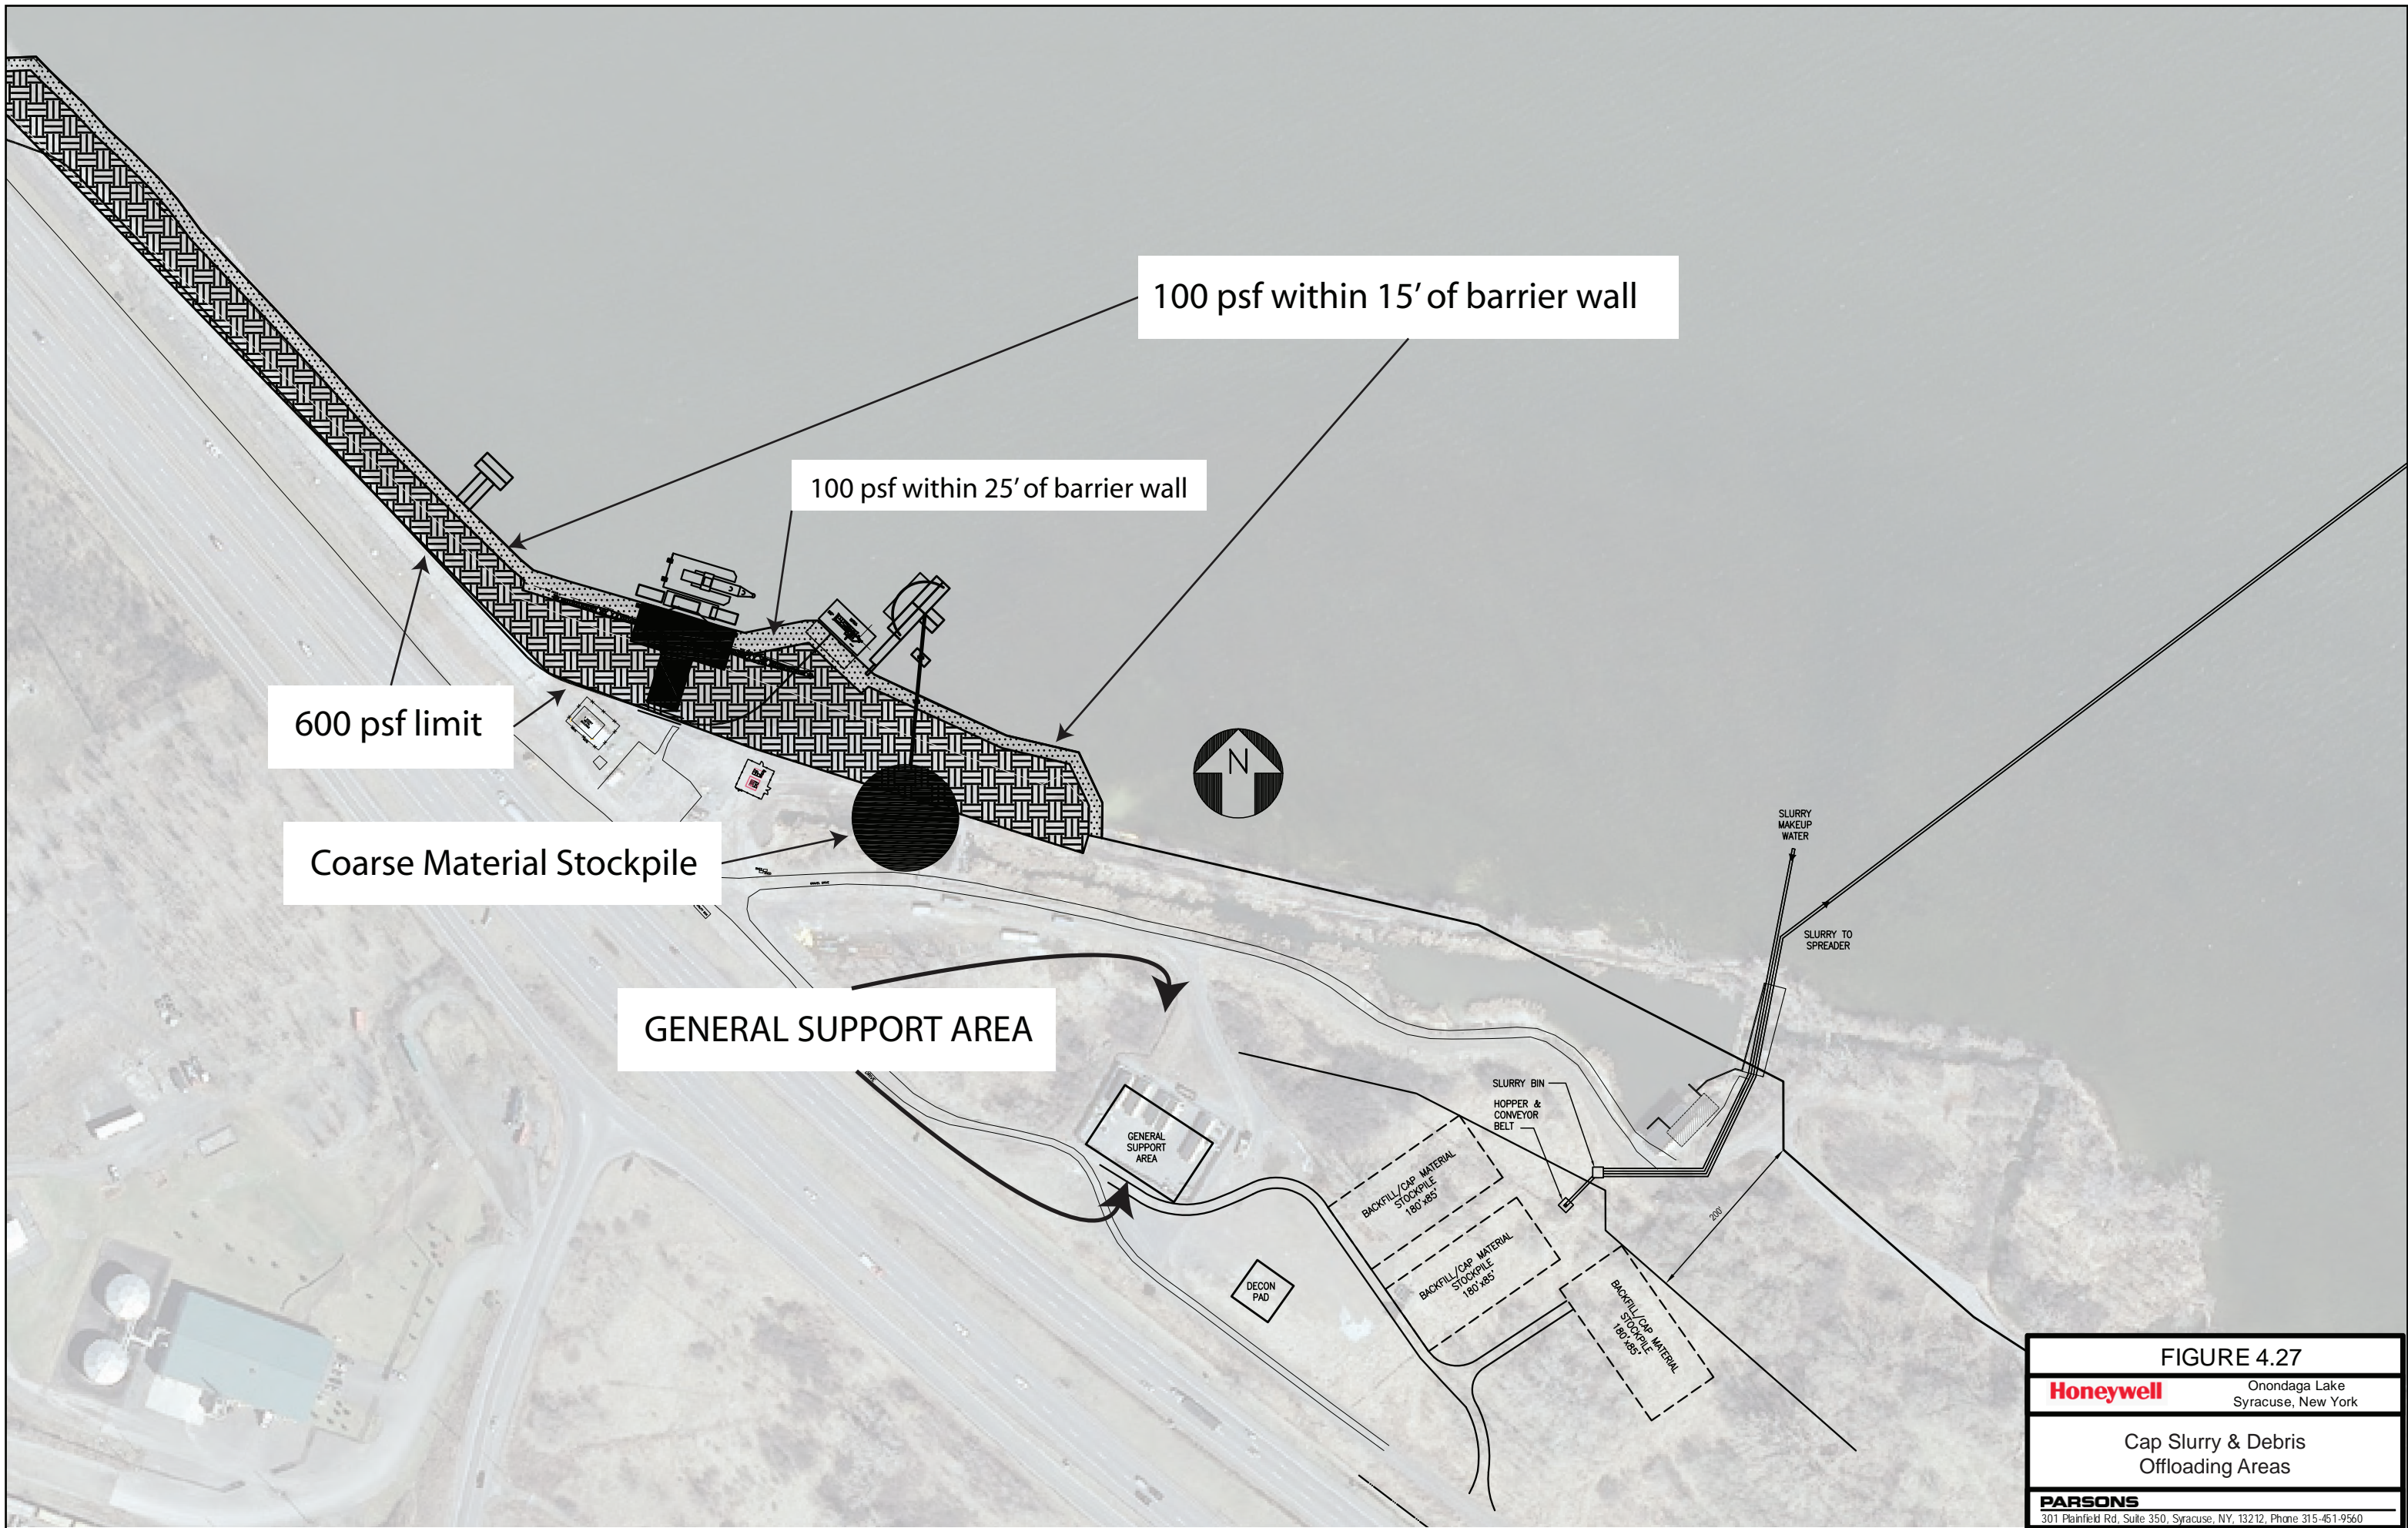 100 psf within 15’ of barrier wall
100 psf within 25’ of barrier wall
600 psf limit
N
Coarse Material Stockpile
SLURRY
MAKEUP
WATER
SLURRY TO
SPREADER
GENERAL SUPPORT AREA
SLURRY BIN
HOPPER &
CONVEYOR
BELT
GENERAL
SUPPORT
AREA
BACKFILL/CAP MATERIAL
STOCKPILE
180'x85'
200'
BACKFILL/CAP MATERIAL
STOCKPILE
180'x85'
DECON
PAD
BACKFILL/CAP MATERIAL
STOCKPILE
180'x85'
FIGURE 4.27
Honeywell
Onondaga Lake
Syracuse, New York
Cap Slurry & Debris
Offloading Areas
PARSONS
301 Plainfield Rd, Suite 350, Syracuse, NY, 13212, Phone 315-451-9560